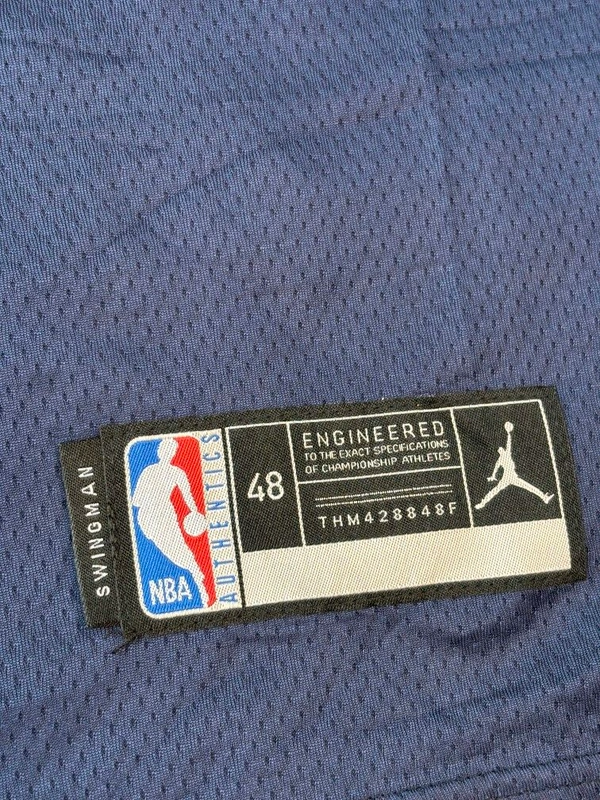 SWINGMAN
NBA
AUTHENTICS
48
ENGINEERED
TO THE EXACT SPECIFICATIONS
OF CHAMPIONSHIP ATHLETES
THM428848F